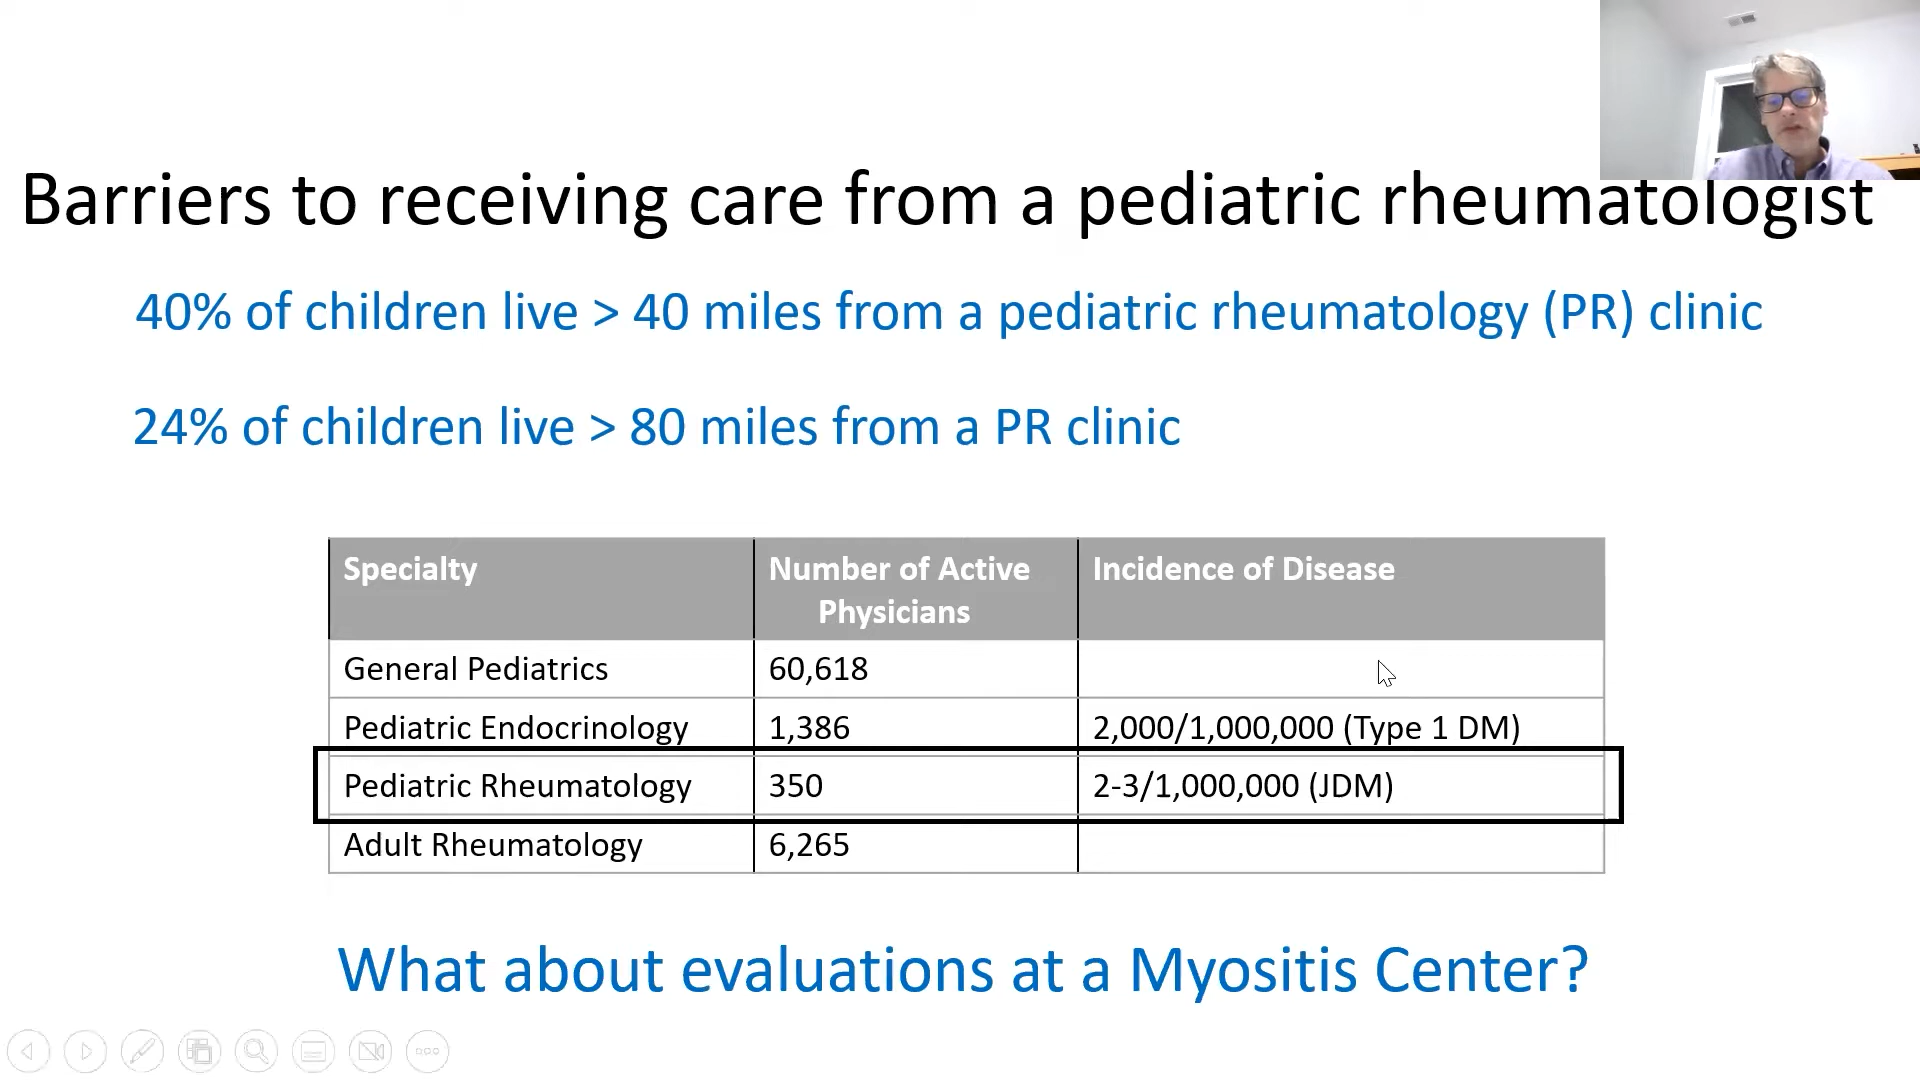 Barriers to receiving care from a pediatric rheumatologist
40% of children live > 40 miles from a pediatric rheumatology (PR) clinic
24% of children live > 80 miles from a PR clinic
Specialty Number of Active Physicians Incidence of Disease
General Pediatrics 60,618
Pediatric Endocrinology 1,386 2,000/1,000,000 (Type 1 DM)
Pediatric Rheumatology 350 2-3/1,000,000 (JDM)
Adult Rheumatology 6,265
What about evaluations at a Myositis Center?